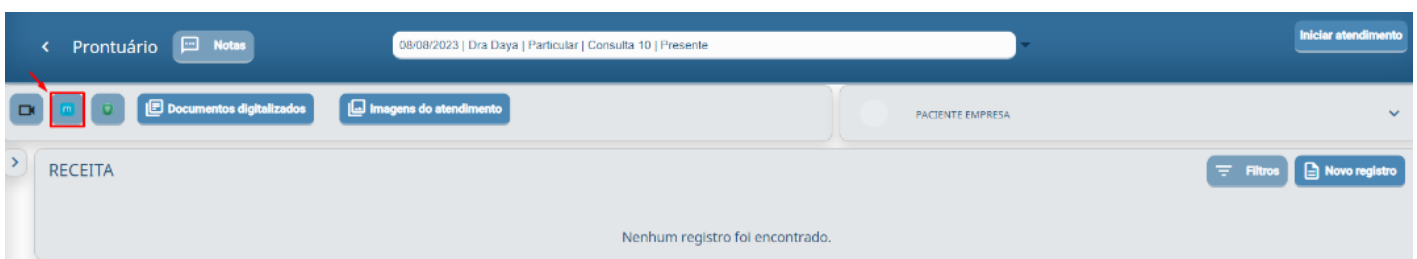 Prontuário
Notas
08/08/2023 | Dra Daya | Particular | Consulta 10 | Presente
Iniciar atendimento
m
Documentos digitalizados
Imagens do atendimento
PACIENTE EMPRESA
RECEITA
Filtros
Novo registro
Nenhum registro foi encontrado.